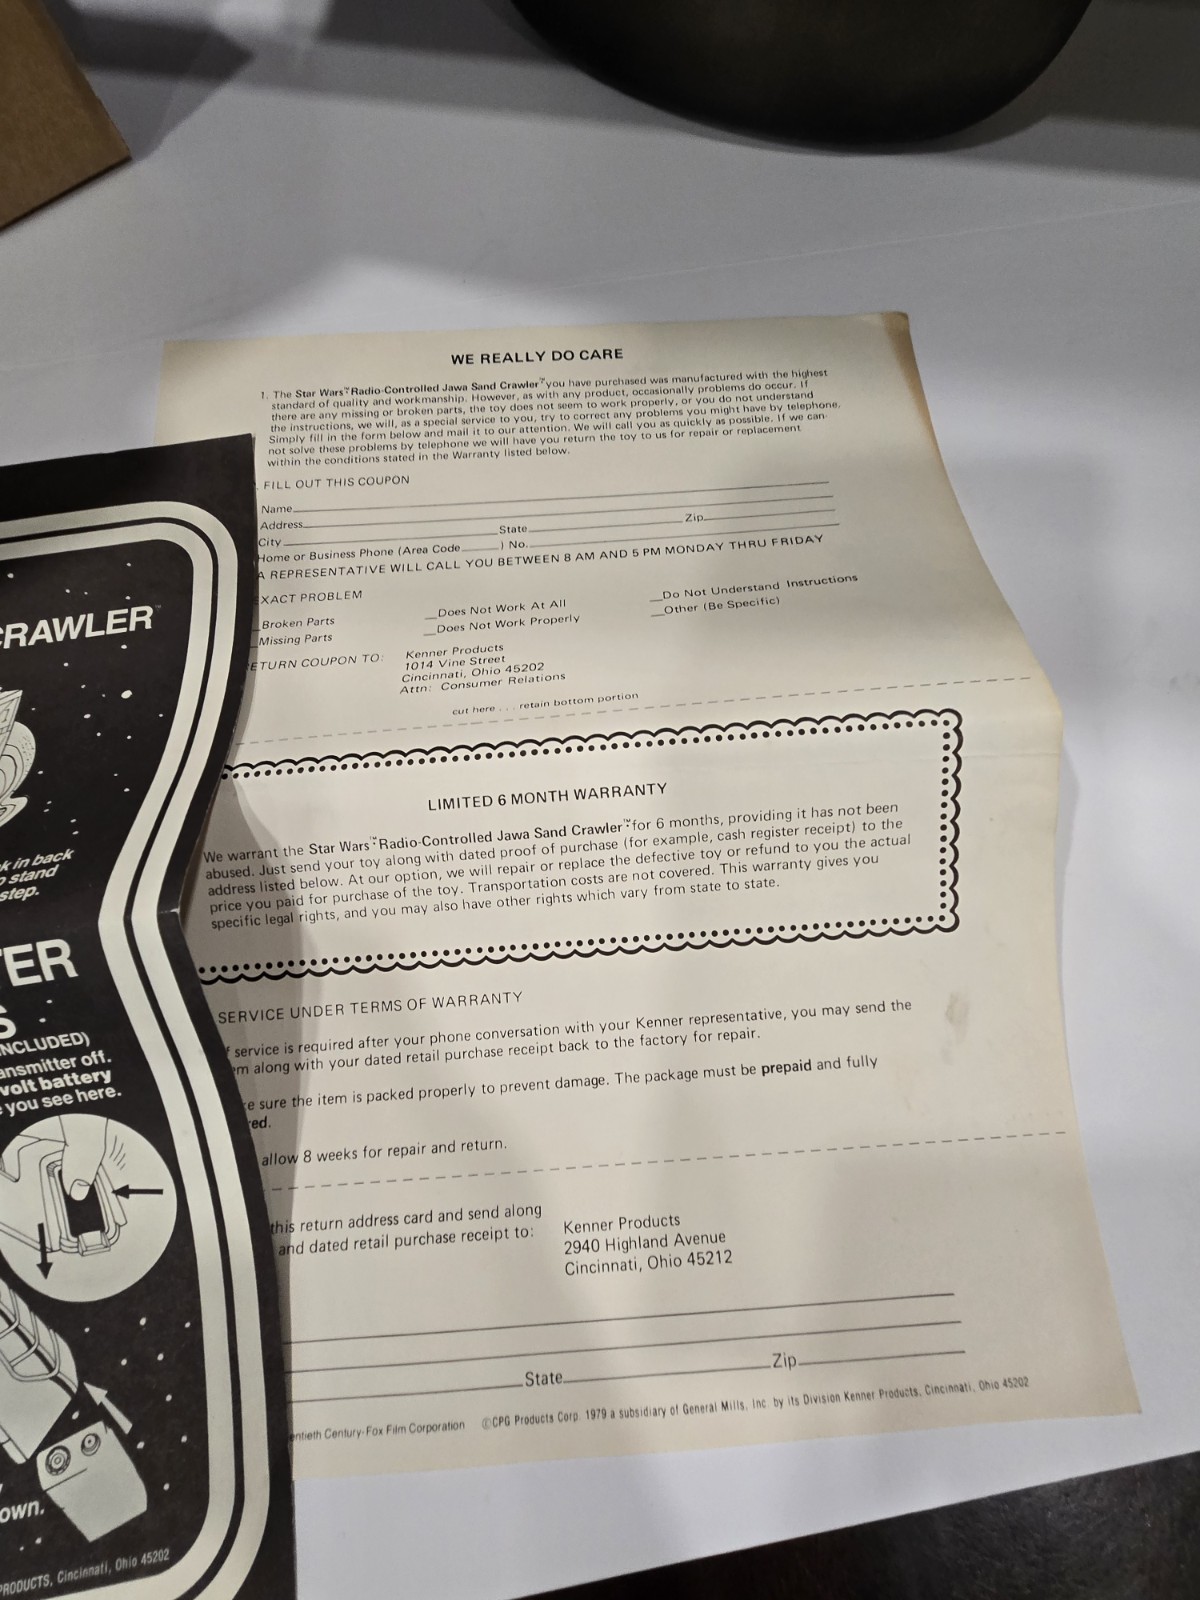 WE REALLY DO CARE
1. The Star Wars™ Radio-Controlled Jawa Sand Crawler™ you have purchased was manufactured with the highest
standard of quality and workmanship. However, as with any product, occasionally problems do occur. If
there are any missing or broken parts, the toy does not seem to work properly, or you do not understand
the instructions, we will, as a special service to you, try to correct any problems you might have by telephone.
Simply fill in the form below and mail it to our attention. We will call you as quickly as possible. If we can
not solve these problems by telephone we will have you return the toy to us for repair or replacement
within the conditions stated in the Warranty listed below.
. FILL OUT THIS COUPON
Name
Address
City State Zip
Home or Business Phone (Area Code ) No.
A REPRESENTATIVE WILL CALL YOU BETWEEN 8 AM AND 5 PM MONDAY THRU FRIDAY
EXACT PROBLEM
Broken Parts Does Not Work At All Do Not Understand Instructions
Missing Parts Does Not Work Properly Other (Be Specific)
ETURN COUPON TO: Kenner Products
1014 Vine Street
Cincinnati, Ohio 45202
Attn: Consumer Relations
cut here . . . retain bottom portion
LIMITED 6 MONTH WARRANTY
We warrant the Star Wars™ Radio-Controlled Jawa Sand Crawler™ for 6 months, providing it has not been
abused. Just send your toy along with dated proof of purchase (for example, cash register receipt) to the
address listed below. At our option, we will repair or replace the defective toy or refund to you the actual
price you paid for purchase of the toy. Transportation costs are not covered. This warranty gives you
specific legal rights, and you may also have other rights which vary from state to state.
SERVICE UNDER TERMS OF WARRANTY
f service is required after your phone conversation with your Kenner representative, you may send the
m along with your dated retail purchase receipt back to the factory for repair.
e sure the item is packed properly to prevent damage. The package must be prepaid and fully
red.
allow 8 weeks for repair and return.
this return address card and send along
and dated retail purchase receipt to:
Kenner Products
2940 Highland Avenue
Cincinnati, Ohio 45212
State Zip
entieth Century-Fox Film Corporation ©CPG Products Corp. 1979 a subsidiary of General Mills, Inc. by its Division Kenner Products, Cincinnati, Ohio 45202
CRAWLER™
k in back
o stand
step.
TER
S
NCLUDED)
ansmitter off.
volt battery
e you see here.
own.
PRODUCTS, Cincinnati, Ohio 45202